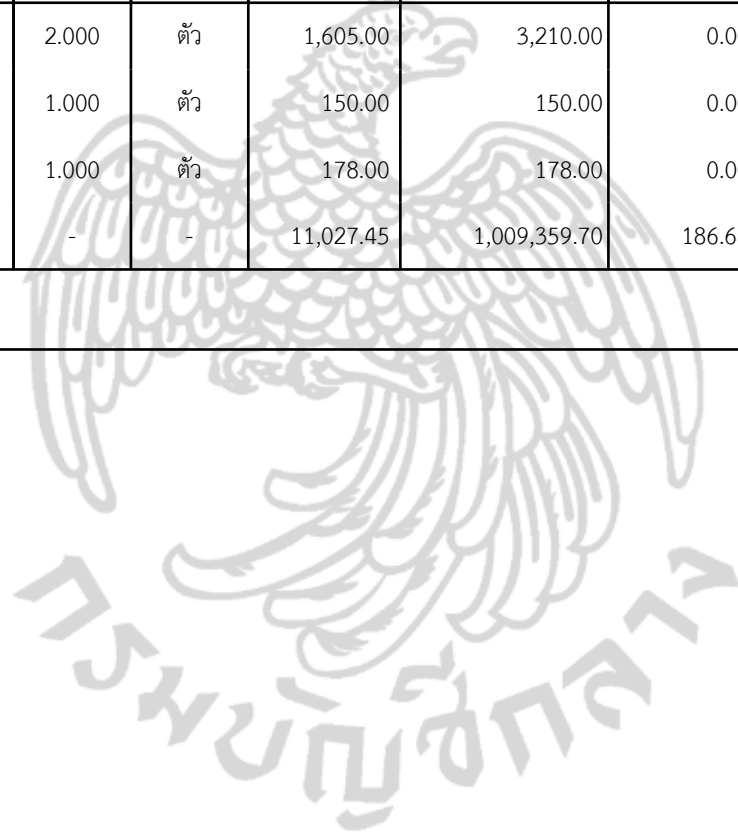 2.000 ตัว 1,605.00 3,210.00 0.0
1.000 ตัว 150.00 150.00 0.0
1.000 ตัว 178.00 178.00 0.0
- - 11,027.45 1,009,359.70 186.6
กรมบัญชีกลาง